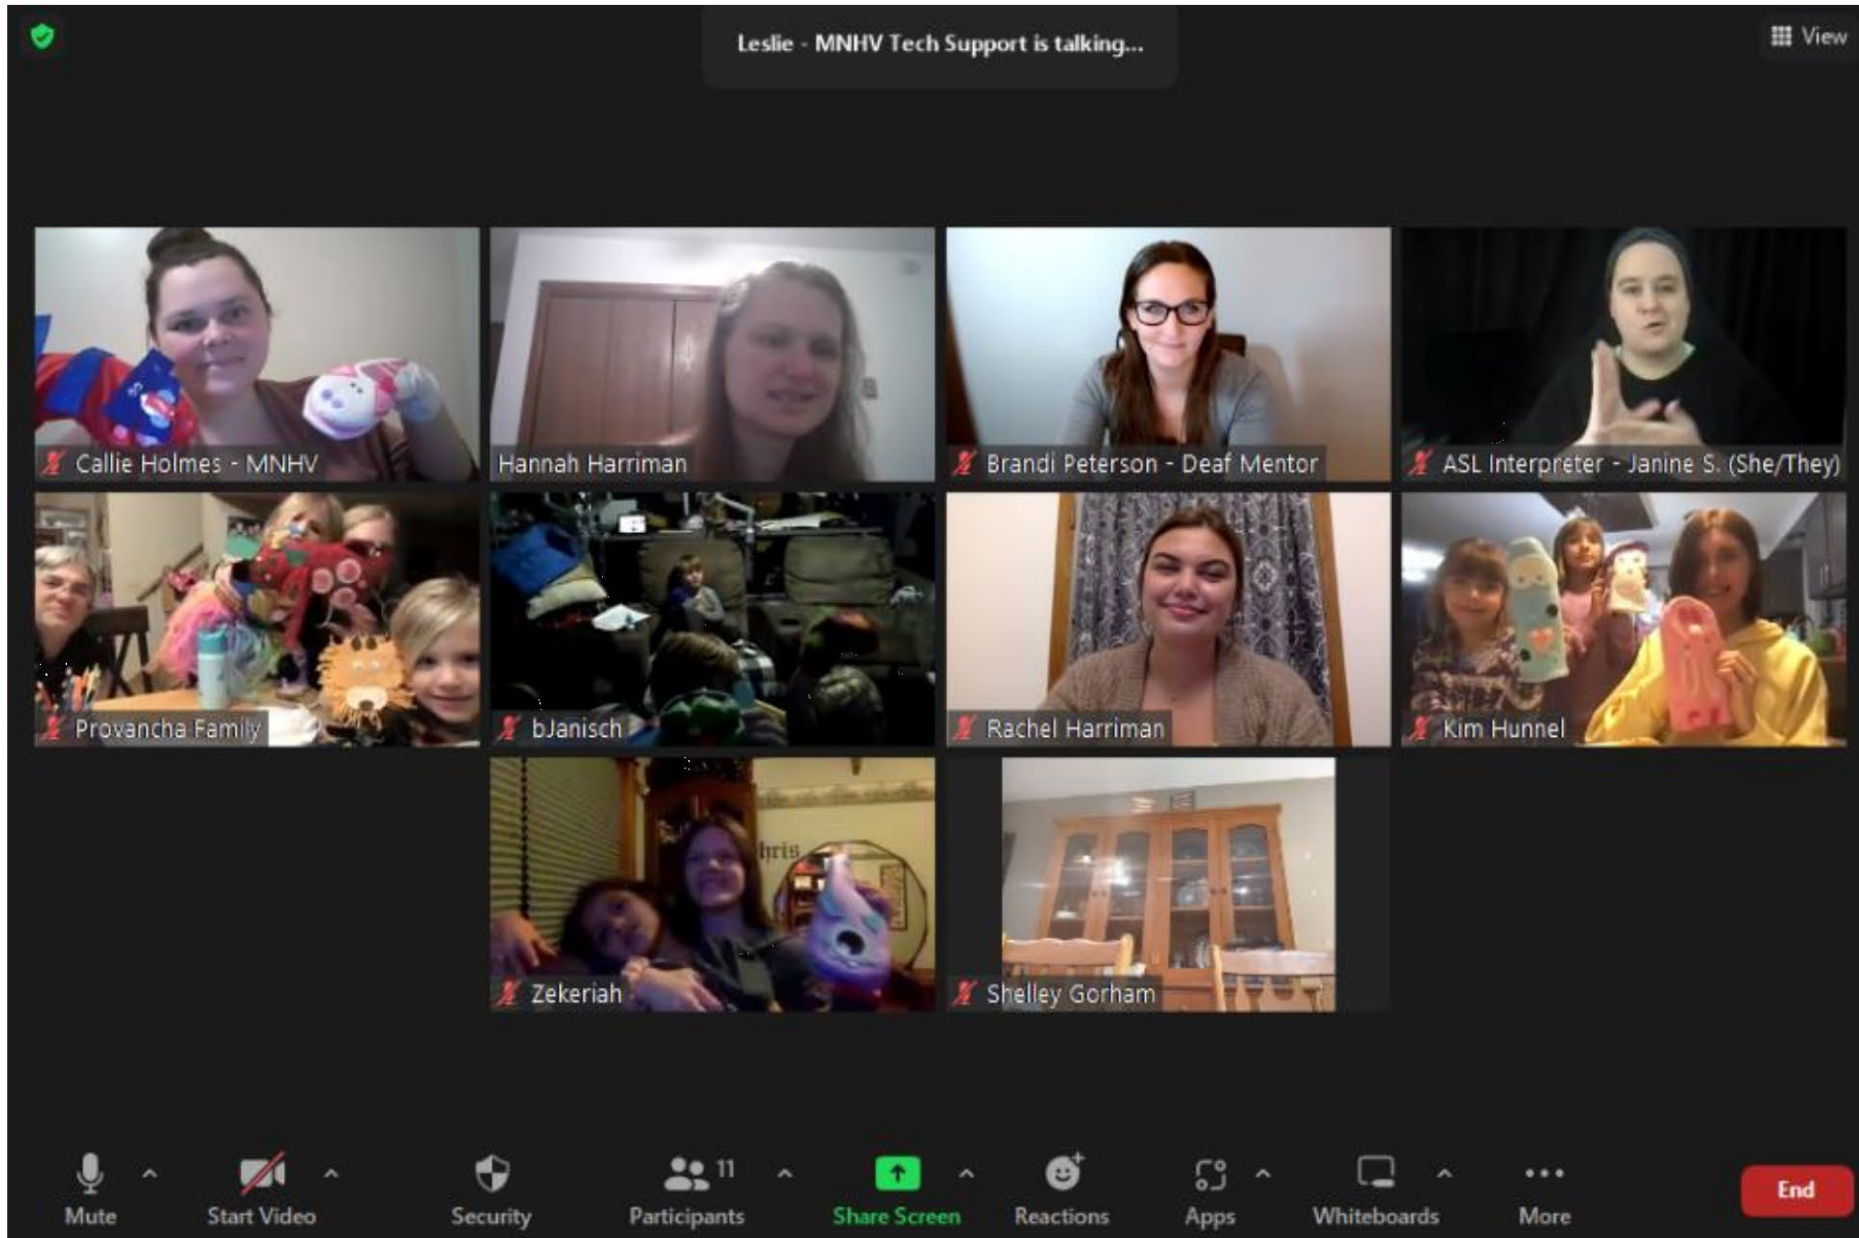 Leslie - MNHV Tech Support is talking...
View
Callie Holmes - MNHV
Hannah Harriman
Brandi Peterson - Deaf Mentor
ASL Interpreter - Janine S. (She/They)
Provancha Family
bJanisch
Rachel Harriman
Kim Hunnel
hris
Zekeriah
Shelley Gorham
11
Mute
Start Video
Security
Participants
Share Screen
Reactions
Apps
Whiteboards
More
End